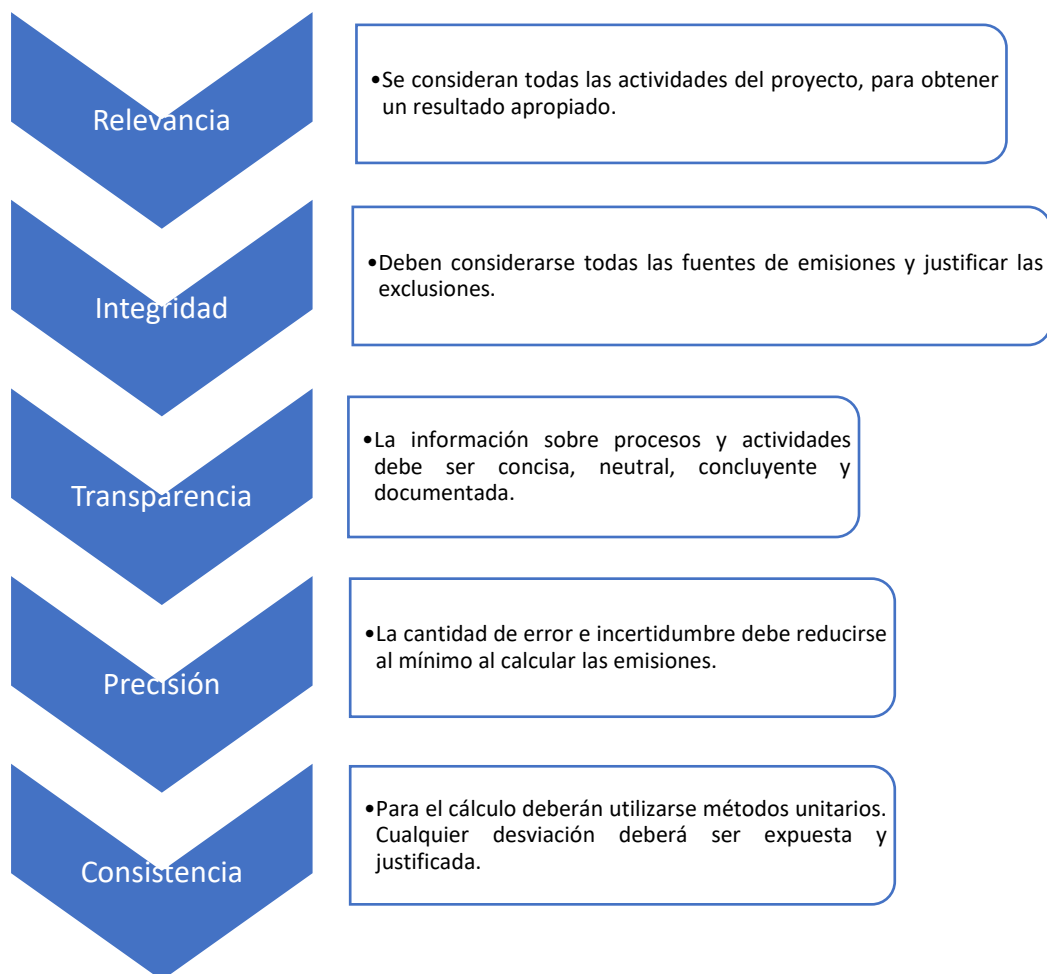 Relevancia
•Se consideran todas las actividades del proyecto, para obtener
un resultado apropiado.
Integridad
•Deben considerarse todas las fuentes de emisiones y justificar las
exclusiones.
Transparencia
•La información sobre procesos y actividades
debe ser concisa, neutral, concluyente y
documentada.
Precisión
•La cantidad de error e incertidumbre debe reducirse
al mínimo al calcular las emisiones.
Consistencia
•Para el cálculo deberán utilizarse métodos unitarios.
Cualquier desviación deberá ser expuesta y
justificada.